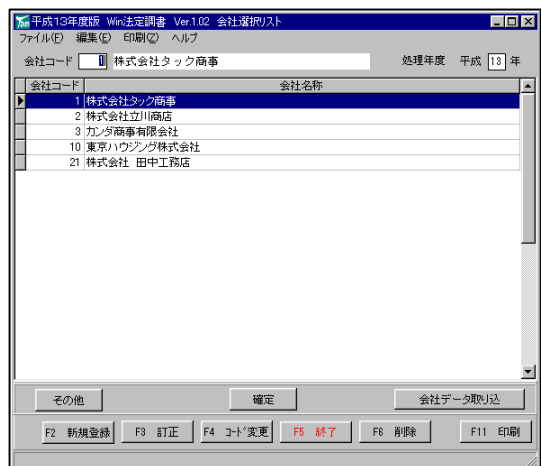 平成13年度版 Win法定調書 Ver.1.02 会社選択リスト
ファイル(F) 編集(E) 印刷(Z) ヘルプ
会社コード 1 株式会社タック商事 処理年度 平成 13 年
会社コード 会社名称
1 株式会社タック商事
2 株式会社立川商店
3 カンダ商事有限会社
10 東京ハウジング株式会社
21 株式会社 田中工務店
その他 確定 会社データ取り込
F2 新規登録 F3 訂正 F4 コード変更 F5 終了 F6 削除 F11 印刷